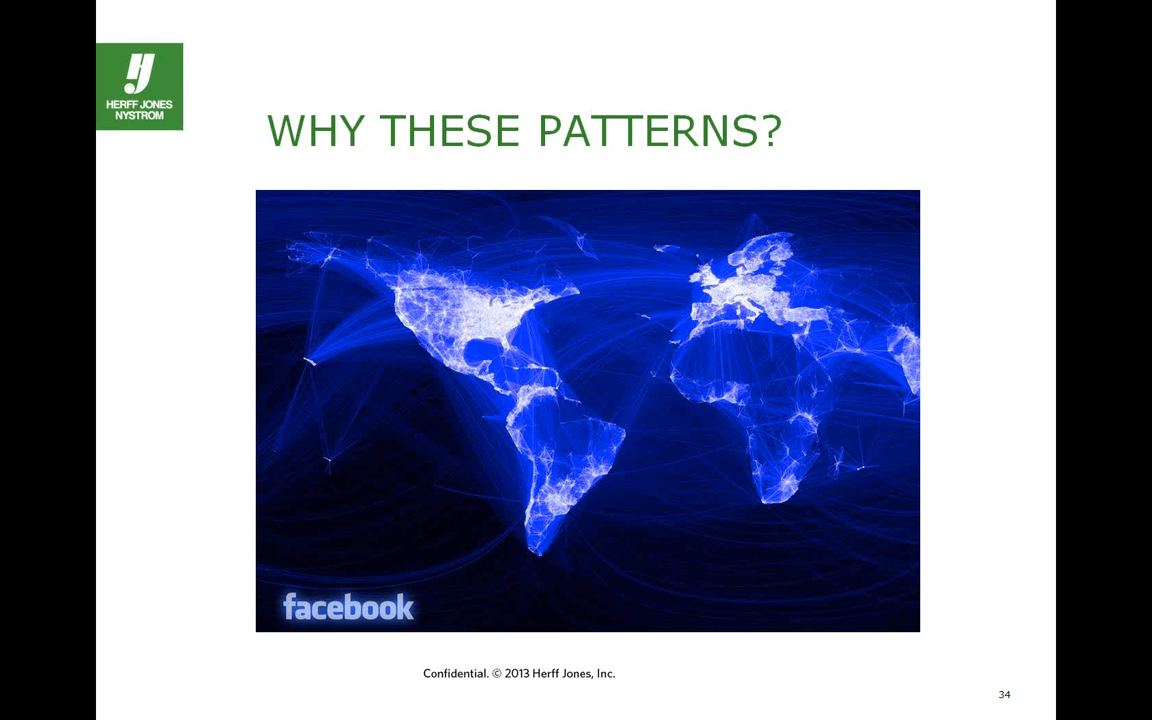 HERFF JONES
NYSTROM
WHY THESE PATTERNS?
facebook
Confidential. © 2013 Herff Jones, Inc.
34